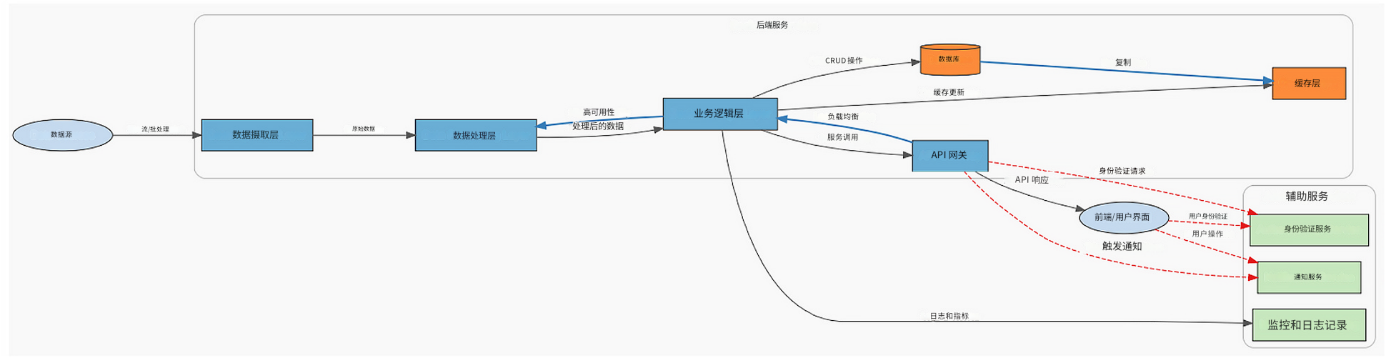 后端服务
CRUD 操作
数据库
复制
缓存层
缓存更新
高可用性
业务逻辑层
负载均衡
数据源
流/批处理
数据摄取层
原始数据
数据处理层
处理后的数据
服务调用
API 网关
身份验证请求
API 响应
辅助服务
前端/用户界面
用户身份验证
身份验证服务
用户操作
触发通知
通知服务
日志和指标
监控和日志记录